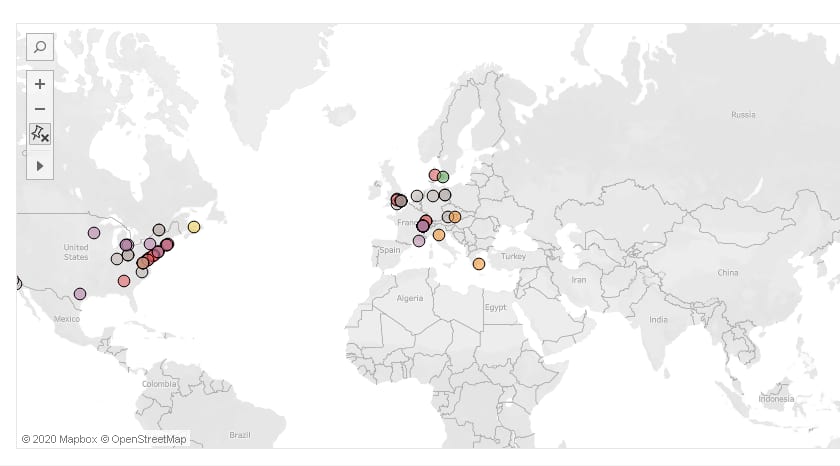 Russia
France
United
States
Spain
Turkey
China
Iran
Algeria
Egypt
India
Mexico
Colombia
Indonesia
Brazil
© 2020 Mapbox © OpenStreetMap